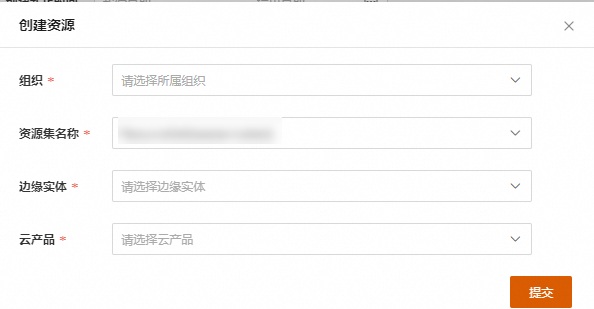 创建资源
组织 *
请选择所属组织
资源集名称 *
边缘实体 *
请选择边缘实体
云产品 *
请选择云产品
提交